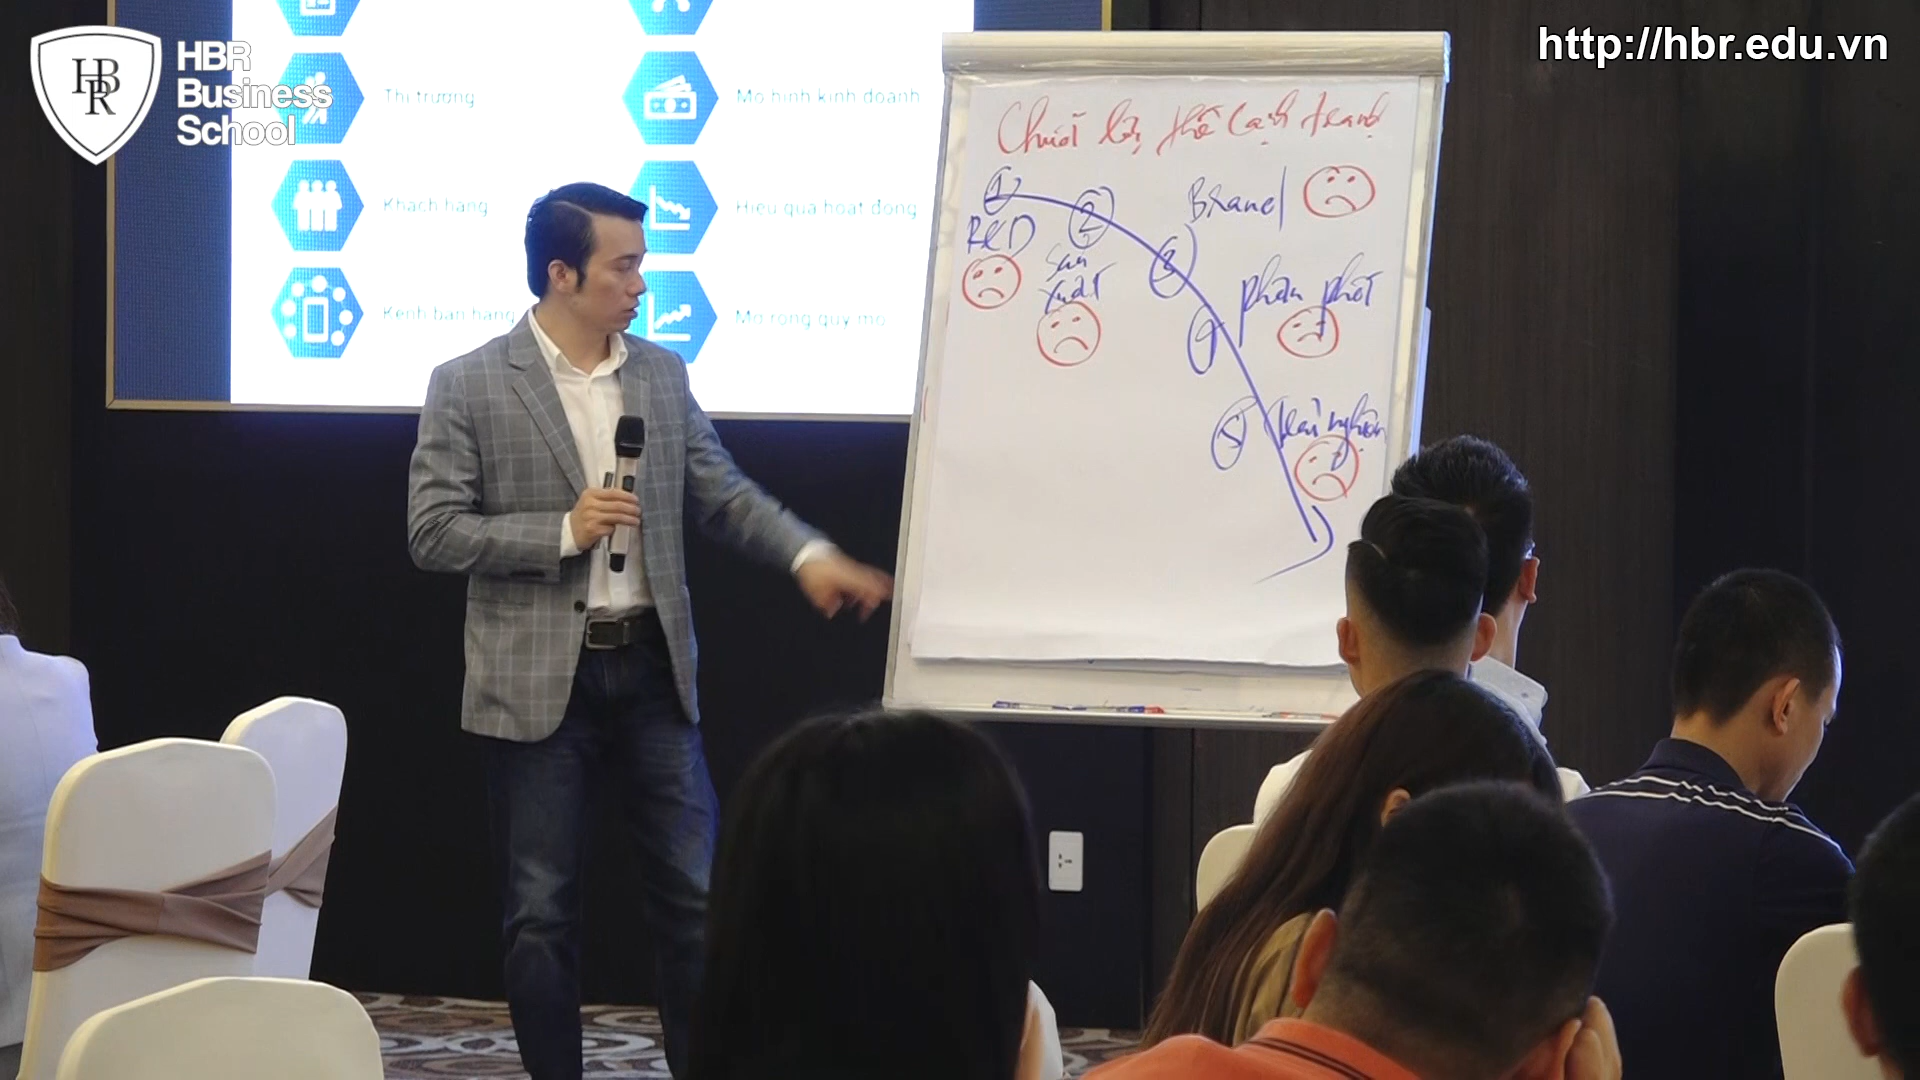 HBR
Business
School
http://hbr.edu.vn
HBR
Thị trường
Mô hình kinh doanh
Khách hàng
Hiệu quả hoạt động
Kênh bán hàng
Mở rộng quy mô
Chuỗi lợi thế cạnh tranh
1
R&D
2
Sản
xuất
3
Brand
4
phân phối
5
trải nghiệm